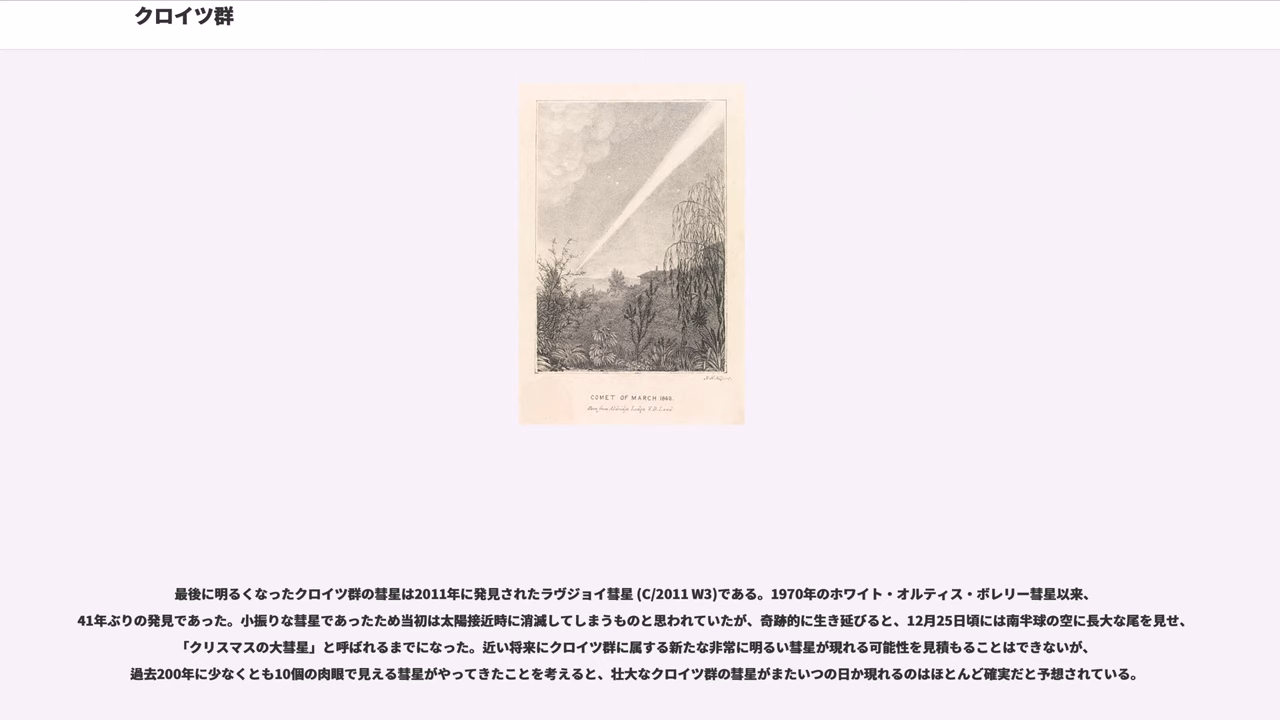 クロイツ群
COMET OF MARCH 1843.
最後に明るくなったクロイツ群の彗星は2011年に発見されたラヴジョイ彗星 (C/2011 W3)である。1970年のホワイト・オルティス・ボレリー彗星以来、
41年ぶりの発見であった。小振りな彗星であったため当初は太陽接近時に消滅してしまうものと思われていたが、奇跡的に生き延びると、12月25日頃には南半球の空に長大な尾を見せ、
「クリスマスの大彗星」と呼ばれるまでになった。近い将来にクロイツ群に属する新たな非常に明るい彗星が現れる可能性を見積もることはできないが、
過去200年に少なくとも10個の肉眼で見える彗星がやってきたことを考えると、壮大なクロイツ群の彗星がまたいつの日か現れるのはほとんど確実だと予想されている。